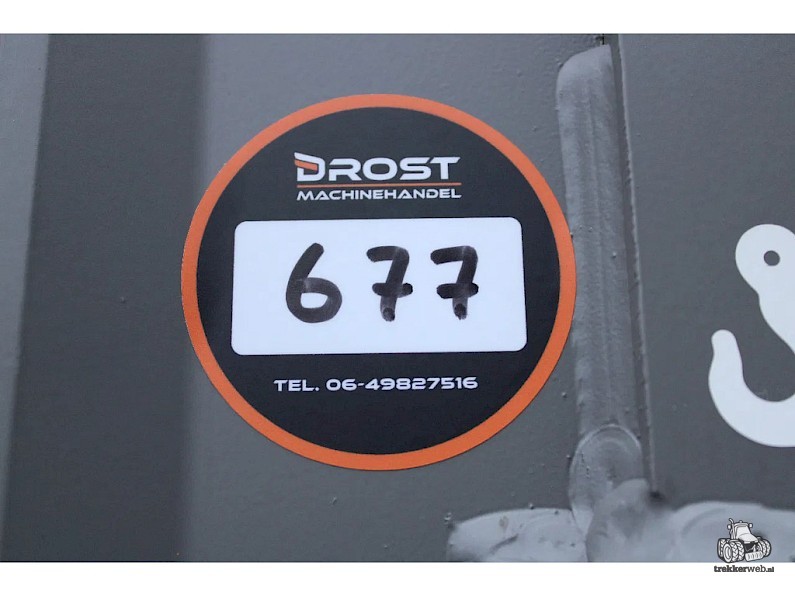 DROST
MACHINEHANDEL
677
TEL. 06-49827516
trekkerweb.nl